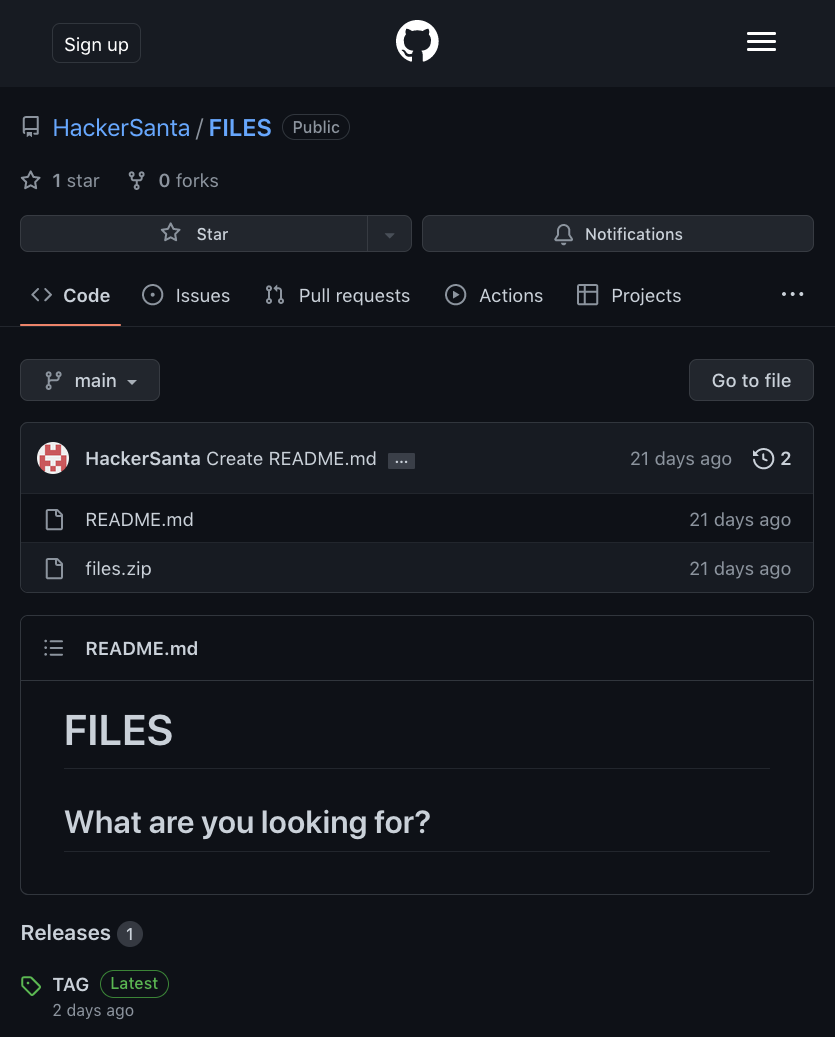 Sign up
HackerSanta / FILES Public
1 star 0 forks
Star Notifications
Code Issues Pull requests Actions Projects ...
main Go to file
HackerSanta Create README.md ... 21 days ago 2
README.md 21 days ago
files.zip 21 days ago
README.md
FILES
What are you looking for?
Releases 1
TAG Latest
2 days ago